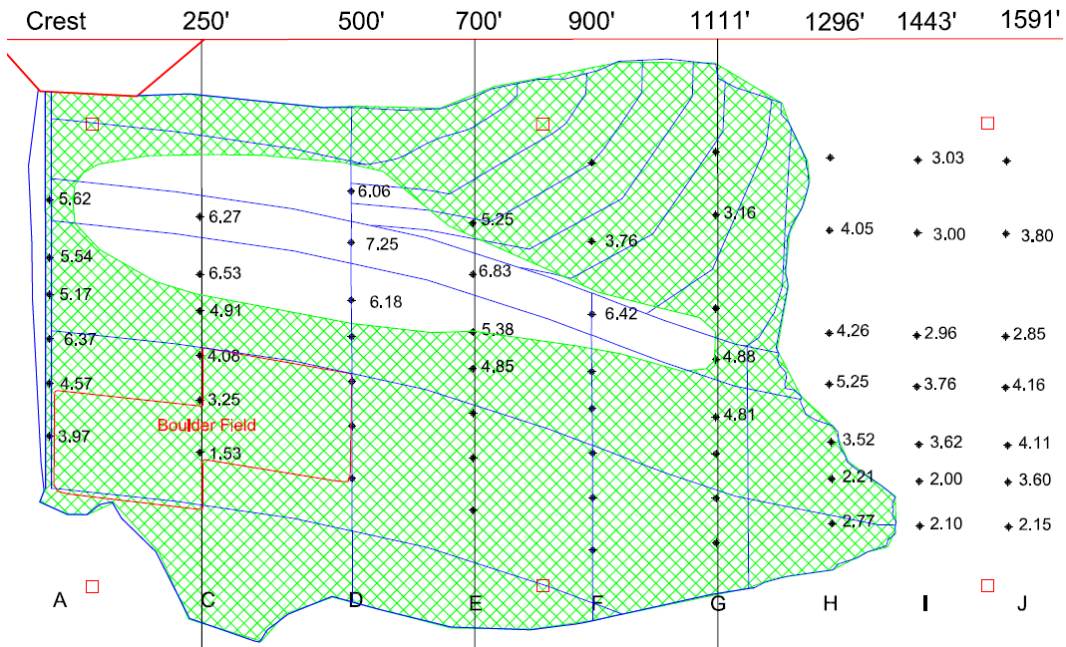 Crest 250' 500' 700' 900' 1111' 1296' 1443' 1591'
3.03
6.06
5.62
6.27 5.25 3.16
4.05 3.00 3.80
7.25 3.76
5.54
6.53 6.83
5.17 6.18
4.91 6.42
6.37 5.38 4.26 2.96 2.85
4.08 4.85 4.88
4.57 5.25 3.76 4.16
3.25
Boulder Field 4.81
3.97 3.52 3.62 4.11
1.53
2.21 2.00 3.60
2.77 2.10 2.15
A C D E F G H I J